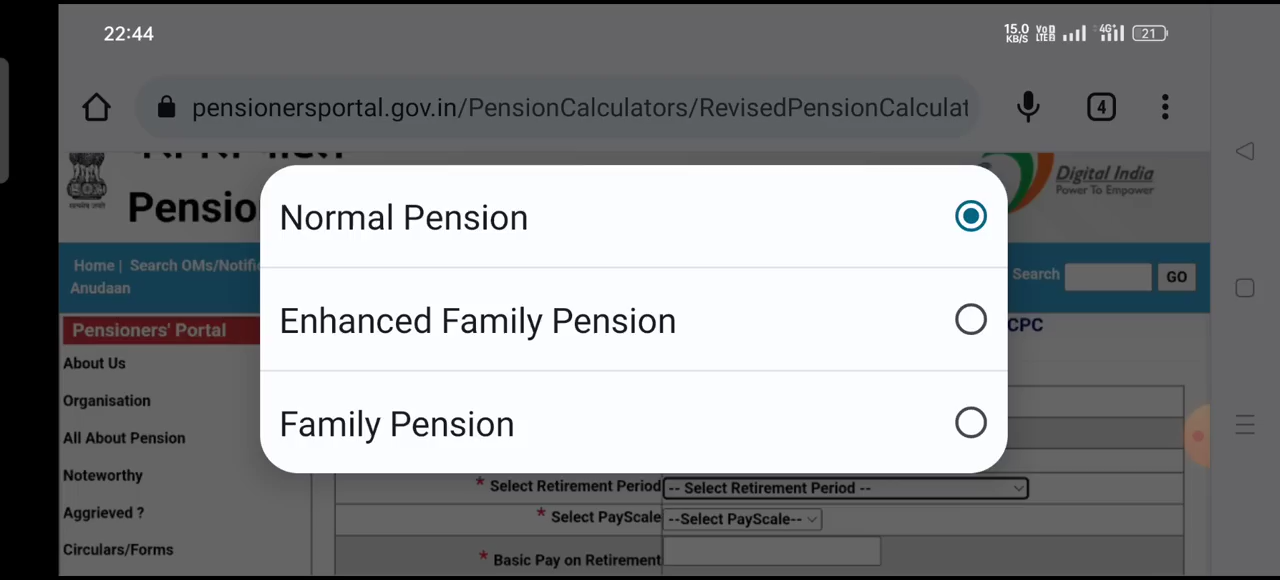 22:44
15.0 KB/S
VoD LTE2
4G+
21
pensionersportal.gov.in/PensionCalculators/RevisedPensionCalculat
4
Pensio
Digital India
Power To Empower
Home | Search OMs/Notifi
Anudaan
Search
GO
Pensioners' Portal
CPC
Normal Pension
Enhanced Family Pension
Family Pension
About Us
Organisation
All About Pension
Noteworthy
Aggrieved ?
Circulars/Forms
* Select Retirement Period -- Select Retirement Period --
* Select PayScale --Select PayScale--
* Basic Pay on Retirement